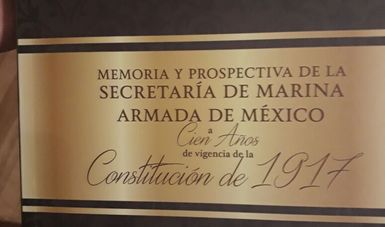 MEMORIA Y PROSPECTIVA DE LA
SECRETARÍA DE MARINA
ARMADA DE MÉXICO
a
Cien Años
de vigencia de la
Constitución de 1917